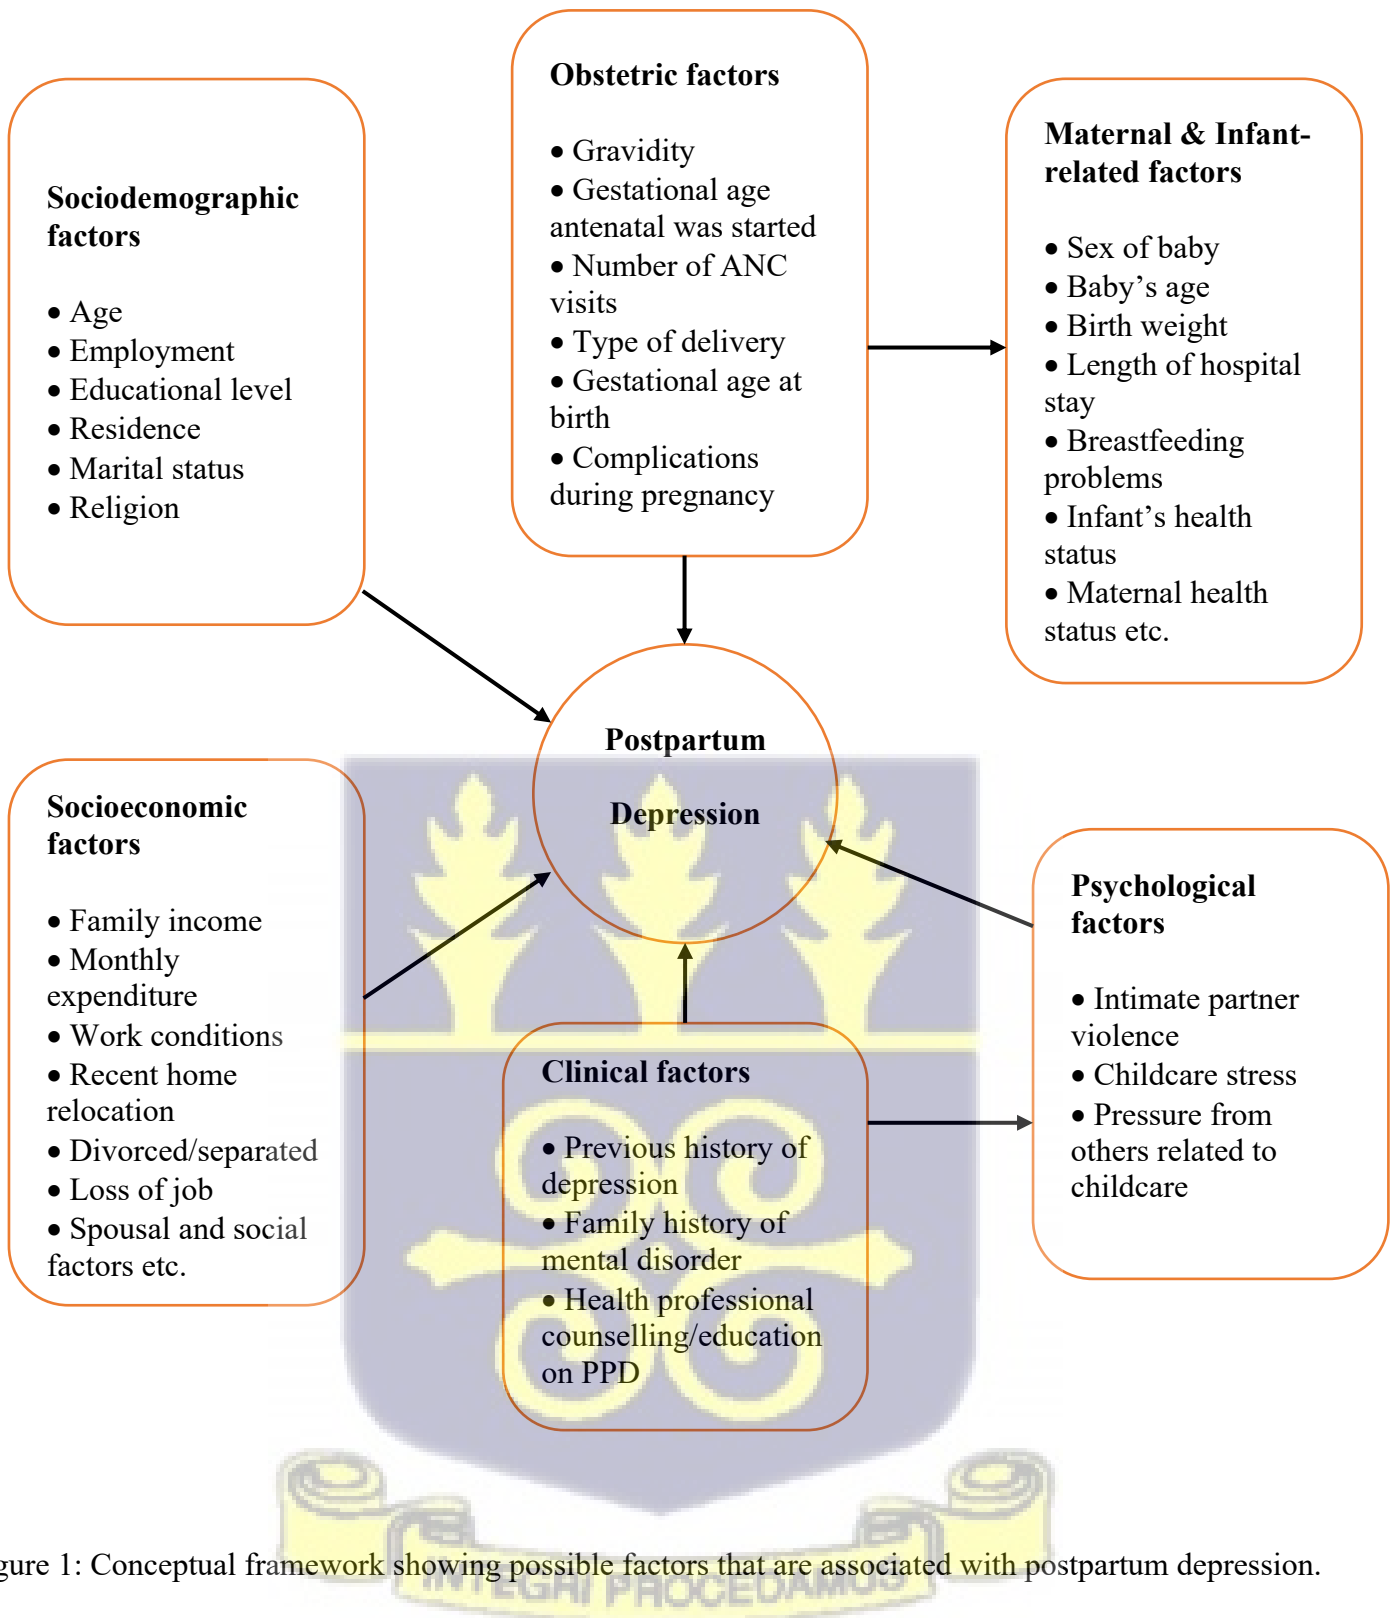 Obstetric factors
• Gravidity
• Gestational age
antenatal was started
• Number of ANC
visits
• Type of delivery
• Gestational age at
birth
• Complications
during pregnancy
Maternal & Infant-
related factors
• Sex of baby
• Baby’s age
• Birth weight
• Length of hospital
stay
• Breastfeeding
problems
• Infant’s health
status
• Maternal health
status etc.
Sociodemographic
factors
• Age
• Employment
• Educational level
• Residence
• Marital status
• Religion
Postpartum
Depression
Socioeconomic
factors
• Family income
• Monthly
expenditure
• Work conditions
• Recent home
relocation
• Divorced/separated
• Loss of job
• Spousal and social
factors etc.
Psychological
factors
• Intimate partner
violence
• Childcare stress
• Pressure from
others related to
childcare
Clinical factors
• Previous history of
depression
• Family history of
mental disorder
• Health professional
counselling/education
on PPD
gure 1: Conceptual framework showing possible factors that are associated with postpartum depression.
INTEGRI PROCEDAMUS